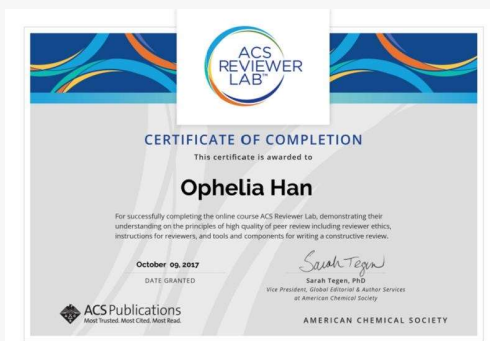 ACS
REVIEWER
LAB™
CERTIFICATE OF COMPLETION
This certificate is awarded to
Ophelia Han
For successfully completing the online course ACS Reviewer Lab, demonstrating their
understanding on the principles of high quality of peer review including reviewer ethics,
instructions for reviewers, and tools and components for writing a constructive review.
October 09, 2017
DATE GRANTED
Sarah Tegen
Sarah Tegen, PhD
Vice President, Global Editorial & Author Services
at American Chemical Society
ACS Publications
Most Trusted. Most Cited. Most Read.
AMERICAN CHEMICAL SOCIETY